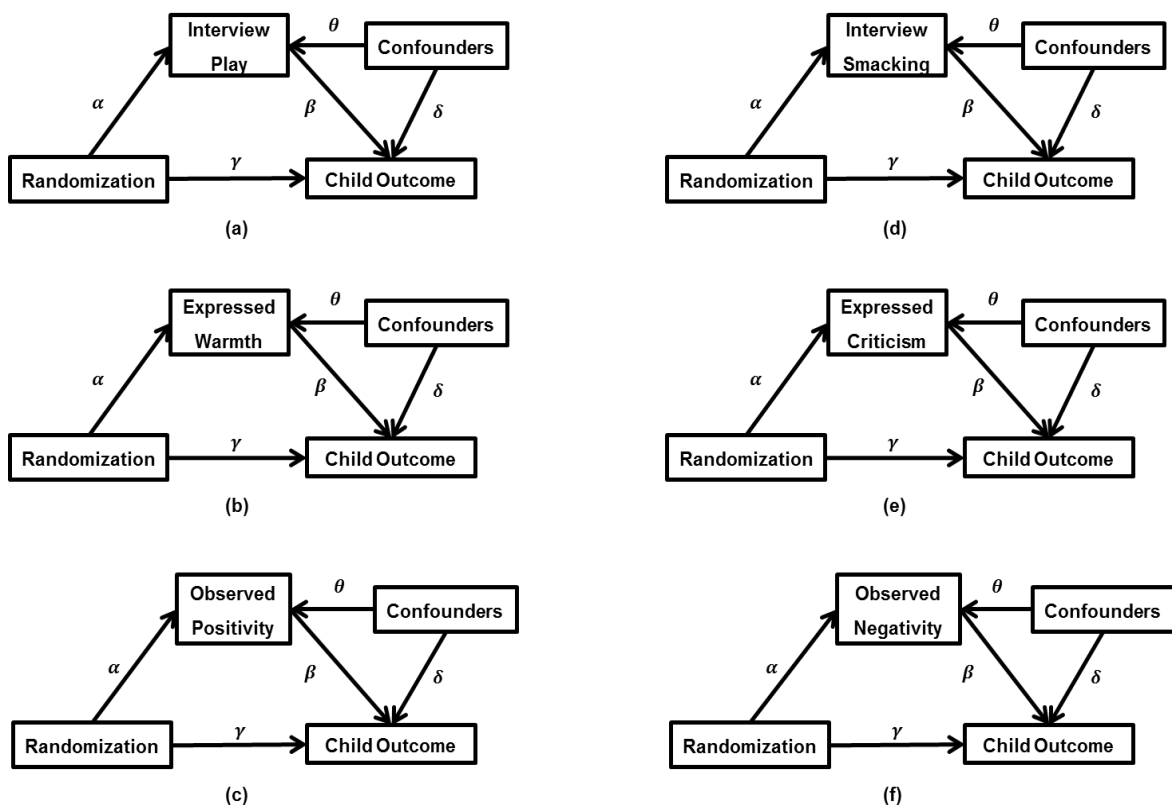 Interview
Play
θ
Confounders
α
β
δ
Randomization
γ
Child Outcome
(a)
Interview
Smacking
θ
Confounders
α
β
δ
Randomization
γ
Child Outcome
(d)
Expressed
Warmth
θ
Confounders
α
β
δ
Randomization
γ
Child Outcome
(b)
Expressed
Criticism
θ
Confounders
α
β
δ
Randomization
γ
Child Outcome
(e)
Observed
Positivity
θ
Confounders
α
β
δ
Randomization
γ
Child Outcome
(c)
Observed
Negativity
θ
Confounders
α
β
δ
Randomization
γ
Child Outcome
(f)